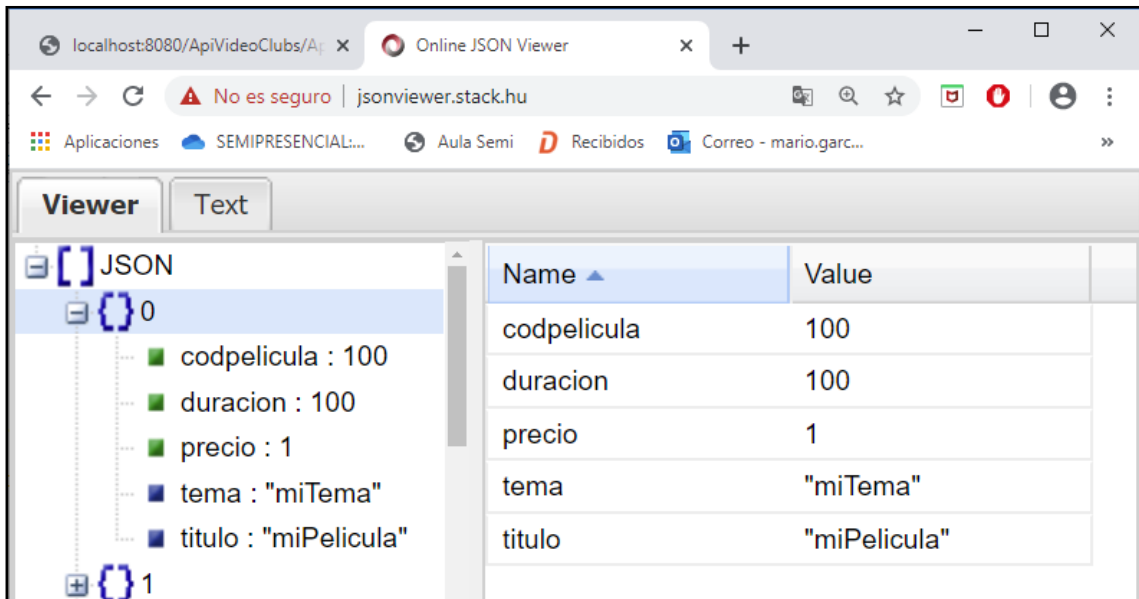 localhost:8080/ApiVideoClubs/Ap
Online JSON Viewer
No es seguro | jsonviewer.stack.hu
Aplicaciones
SEMIPRESENCIAL:...
Aula Semi
Recibidos
Correo - mario.garc...
»
Viewer
Text
JSON
0
codpelicula : 100
duracion : 100
precio : 1
tema : "miTema"
titulo : "miPelicula"
1
Name Value
codpelicula 100
duracion 100
precio 1
tema "miTema"
titulo "miPelicula"